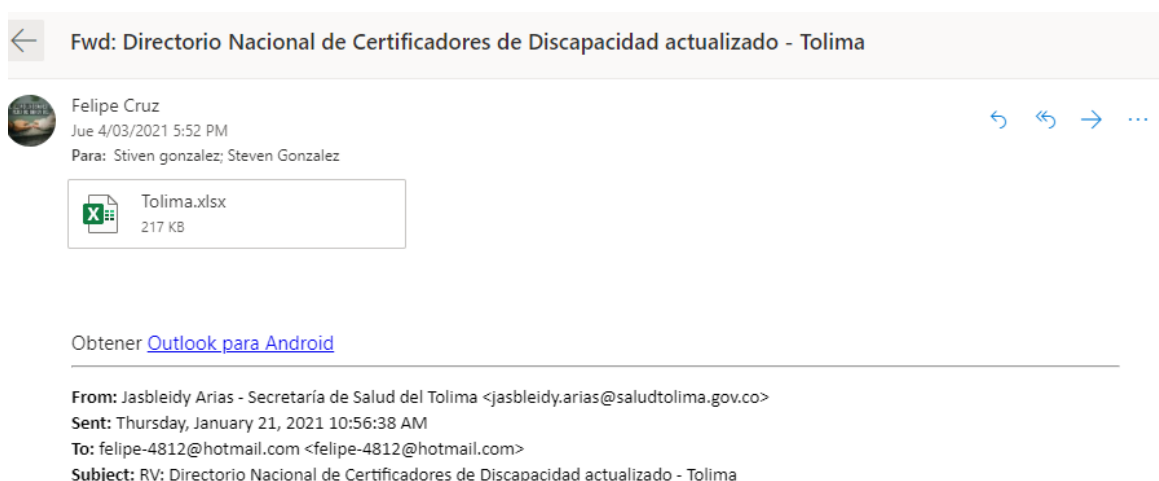 Fwd: Directorio Nacional de Certificadores de Discapacidad actualizado - Tolima
Felipe Cruz
Jue 4/03/2021 5:52 PM
Para: Stiven gonzalez; Steven Gonzalez
Tolima.xlsx
217 KB
Obtener Outlook para Android
From: Jasbleidy Arias - Secretaría de Salud del Tolima <jasbleidy.arias@saludtolima.gov.co>
Sent: Thursday, January 21, 2021 10:56:38 AM
To: felipe-4812@hotmail.com <felipe-4812@hotmail.com>
Subject: RV: Directorio Nacional de Certificadores de Discapacidad actualizado - Tolima